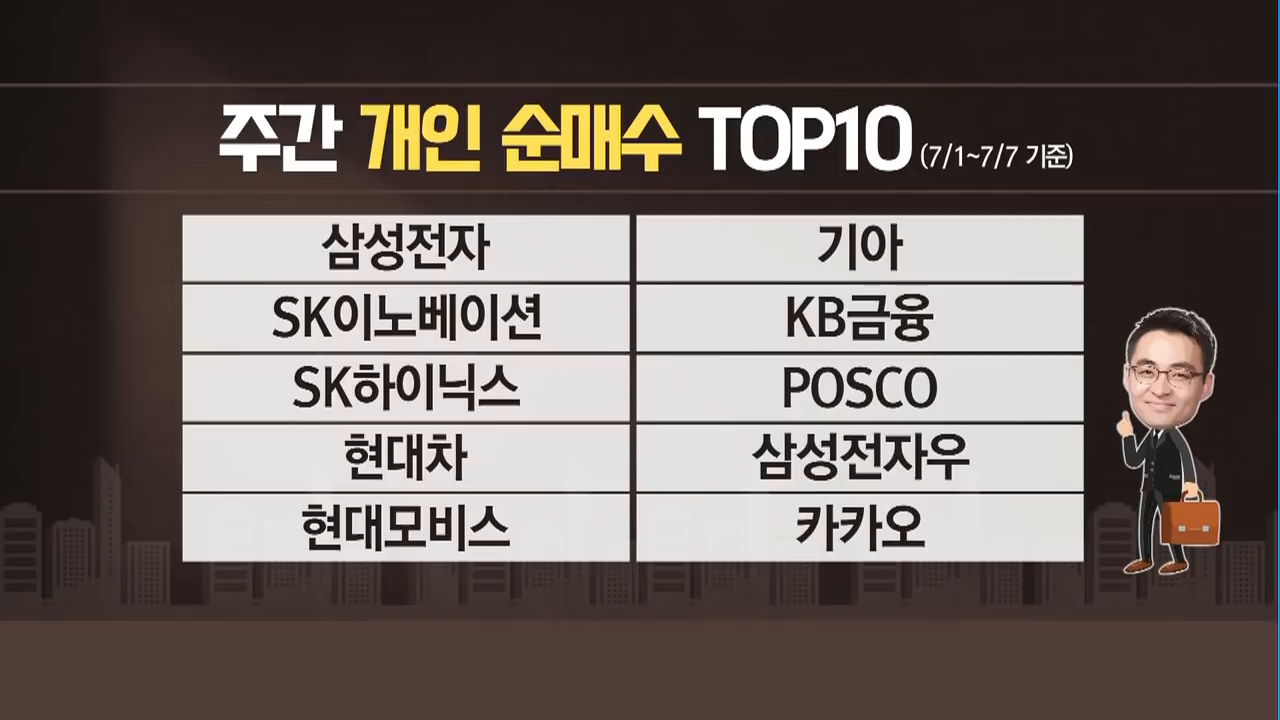 주간 개인 순매수 TOP10 (7/1~7/7 기준)
삼성전자
SK이노베이션
SK하이닉스
현대차
현대모비스
기아
KB금융
POSCO
삼성전자우
카카오